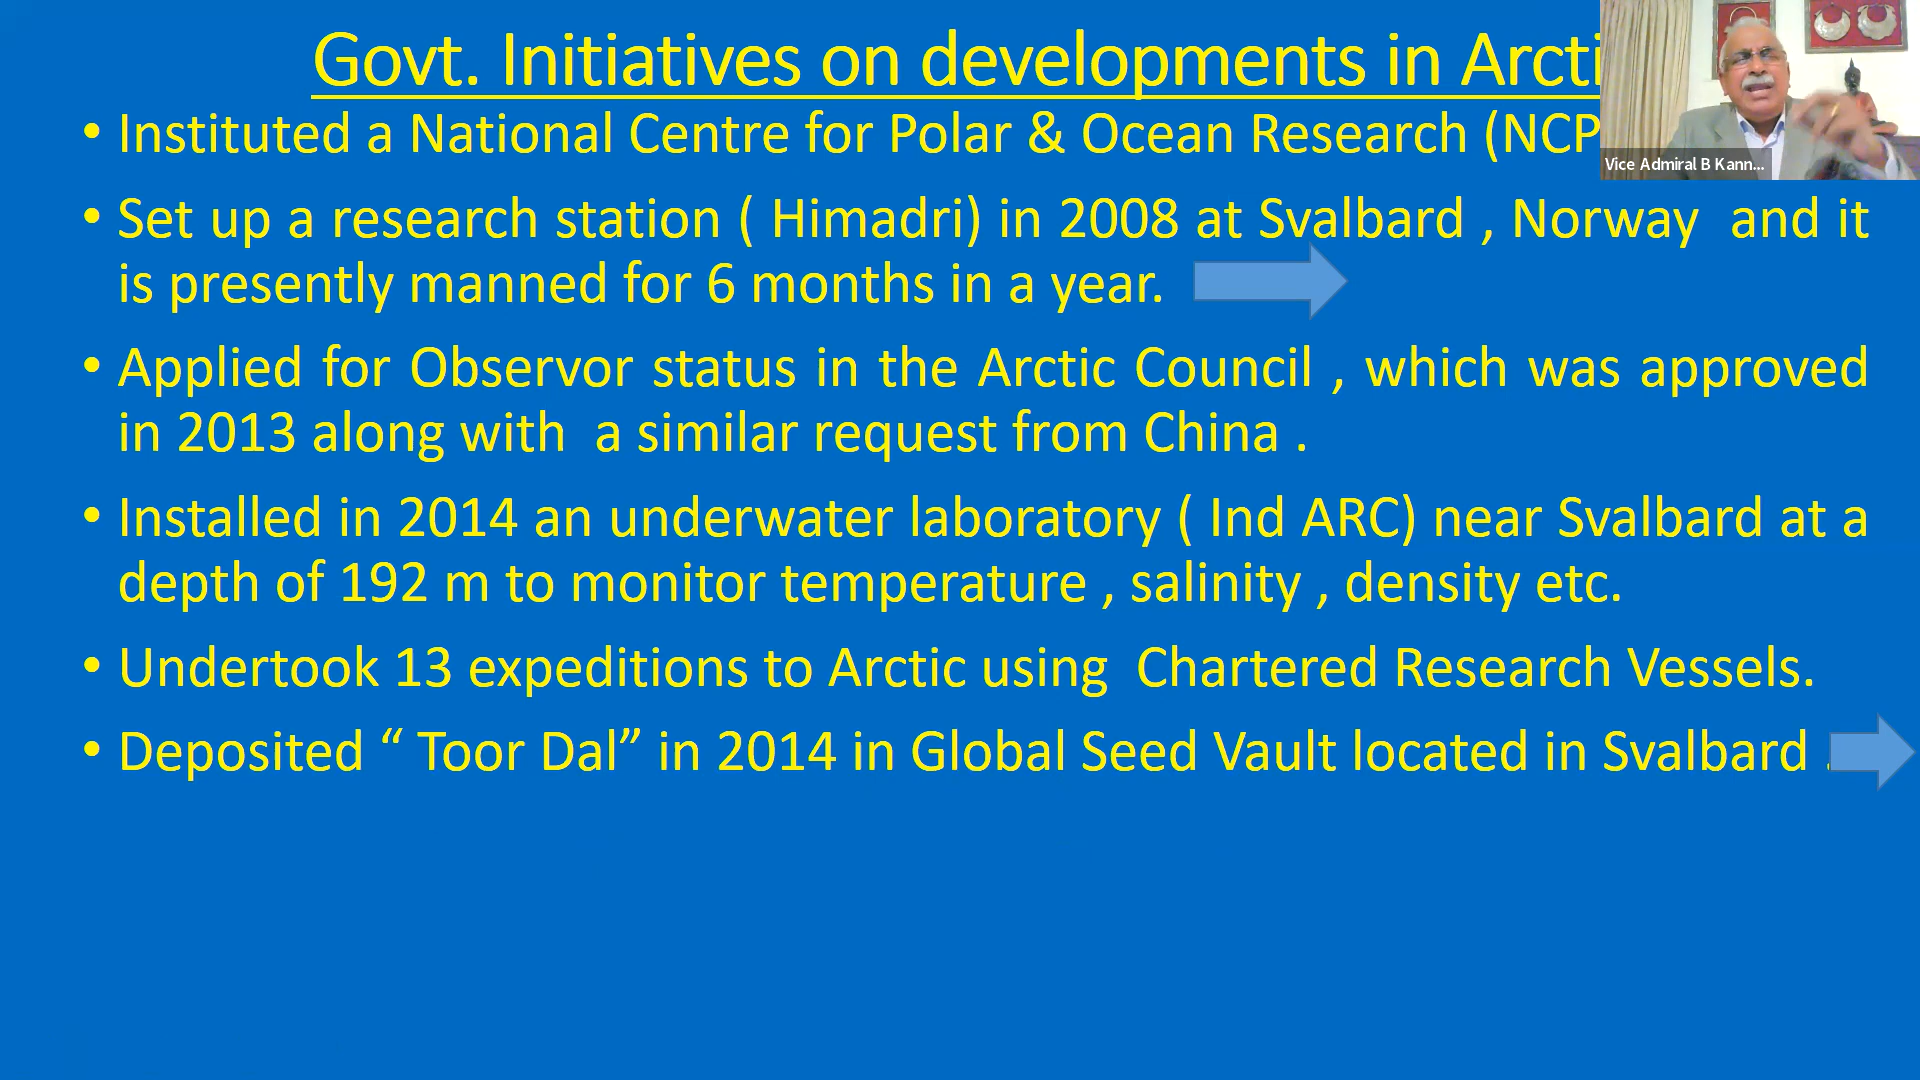 Govt. Initiatives on developments in Arcti
• Instituted a National Centre for Polar & Ocean Research (NCP
Vice Admiral B Kann...
• Set up a research station ( Himadri) in 2008 at Svalbard , Norway and it
is presently manned for 6 months in a year.
• Applied for Observor status in the Arctic Council , which was approved
in 2013 along with a similar request from China .
• Installed in 2014 an underwater laboratory ( Ind ARC) near Svalbard at a
depth of 192 m to monitor temperature , salinity , density etc.
• Undertook 13 expeditions to Arctic using Chartered Research Vessels.
• Deposited “ Toor Dal” in 2014 in Global Seed Vault located in Svalbard .